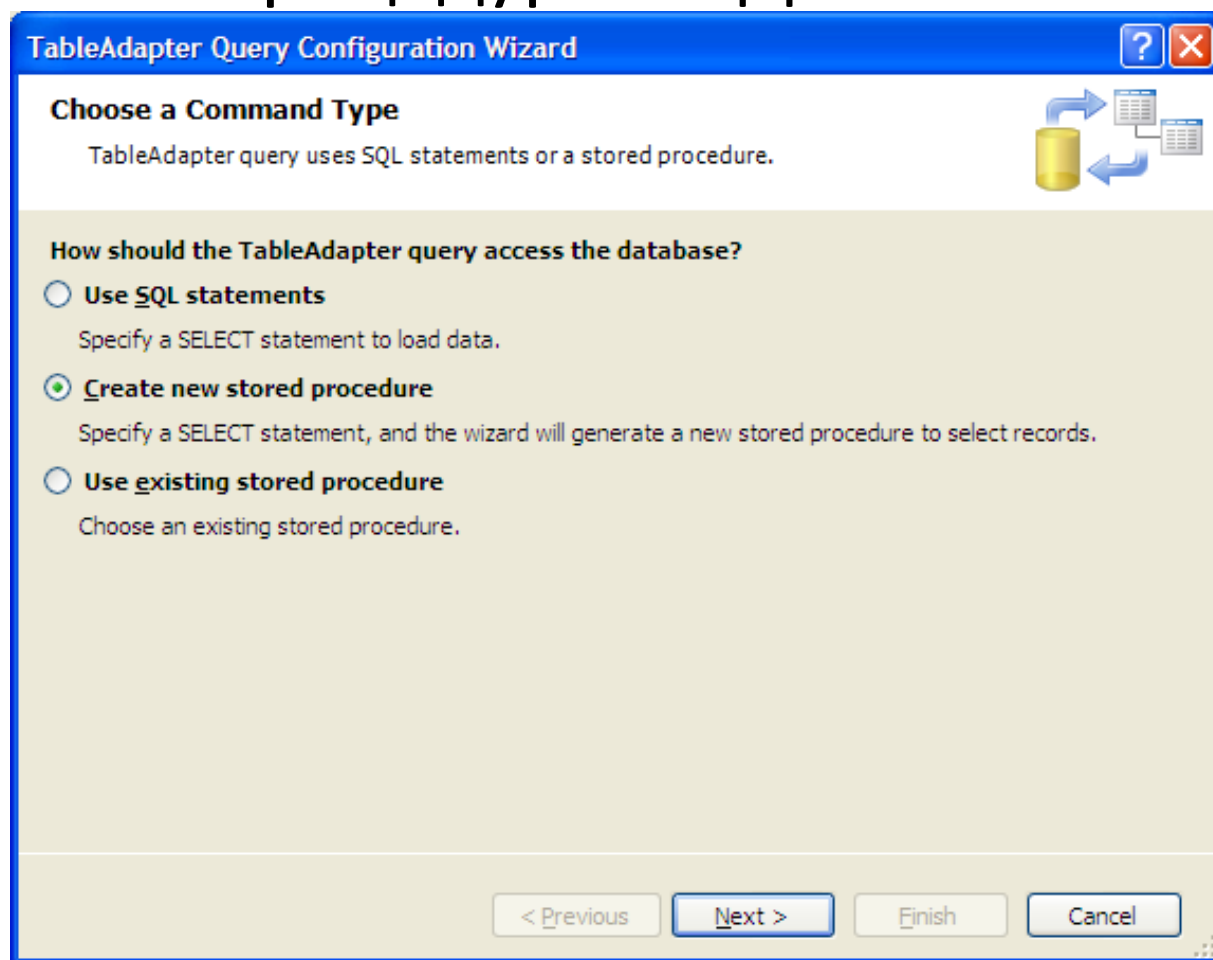 TableAdapter Query Configuration Wizard
Choose a Command Type
TableAdapter query uses SQL statements or a stored procedure.
How should the TableAdapter query access the database?
Use SQL statements
Specify a SELECT statement to load data.
Create new stored procedure
Specify a SELECT statement, and the wizard will generate a new stored procedure to select records.
Use existing stored procedure
Choose an existing stored procedure.
< Previous Next > Finish Cancel